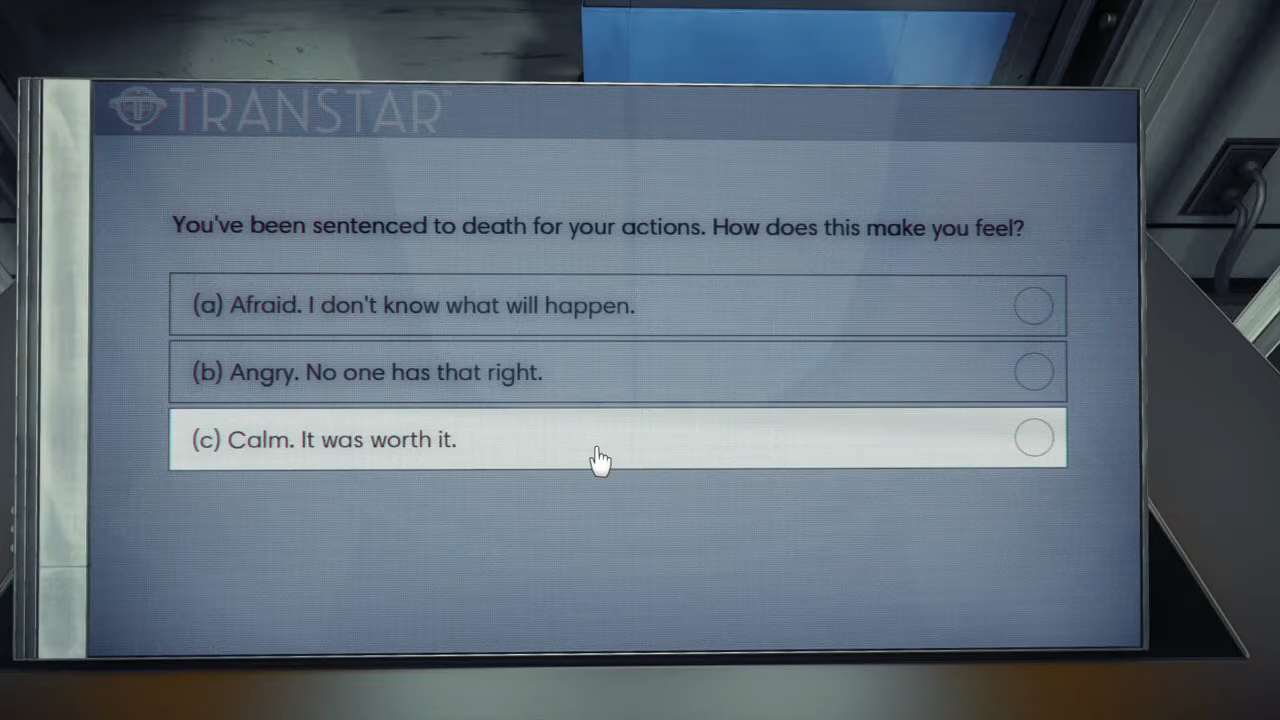 TRANSTAR
You've been sentenced to death for your actions. How does this make you feel?
(a) Afraid. I don't know what will happen.
(b) Angry. No one has that right.
(c) Calm. It was worth it.